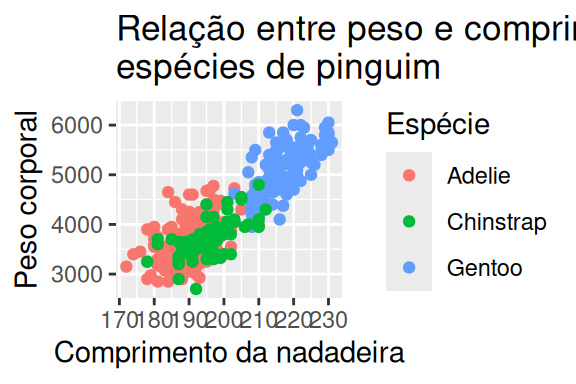 Relação entre peso e
espécies de pinguim
6000
5000
4000
3000
Peso corporal
170 180 190 200 210 220 230
Comprimento da nadadeira
Espécie
Adelie
Chinstrap
Gentoo